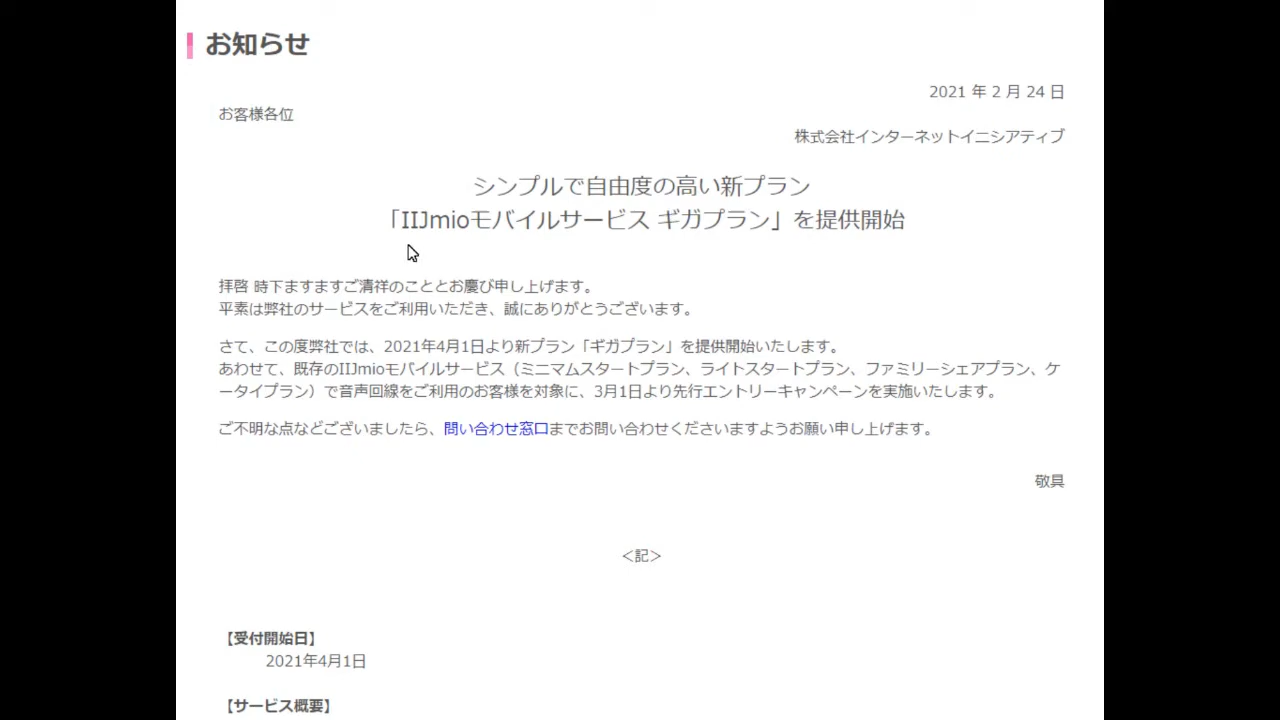 お知らせ
2021 年 2 月 24 日
お客様各位
株式会社インターネットイニシアティブ
シンプルで自由度の高い新プラン
「IIJmioモバイルサービス ギガプラン」を提供開始
拝啓 時下ますますご清祥のこととお慶び申し上げます。
平素は弊社のサービスをご利用いただき、誠にありがとうございます。
さて、この度弊社では、2021年4月1日より新プラン「ギガプラン」を提供開始いたします。
あわせて、既存のIIJmioモバイルサービス（ミニマムスタートプラン、ライトスタートプラン、ファミリーシェアプラン、ケ
ータイプラン）で音声回線をご利用のお客様を対象に、3月1日より先行エントリーキャンペーンを実施いたします。
ご不明な点などございましたら、問い合わせ窓口までお問い合わせくださいますようお願い申し上げます。
敬具
＜記＞
【受付開始日】
2021年4月1日
【サービス概要】